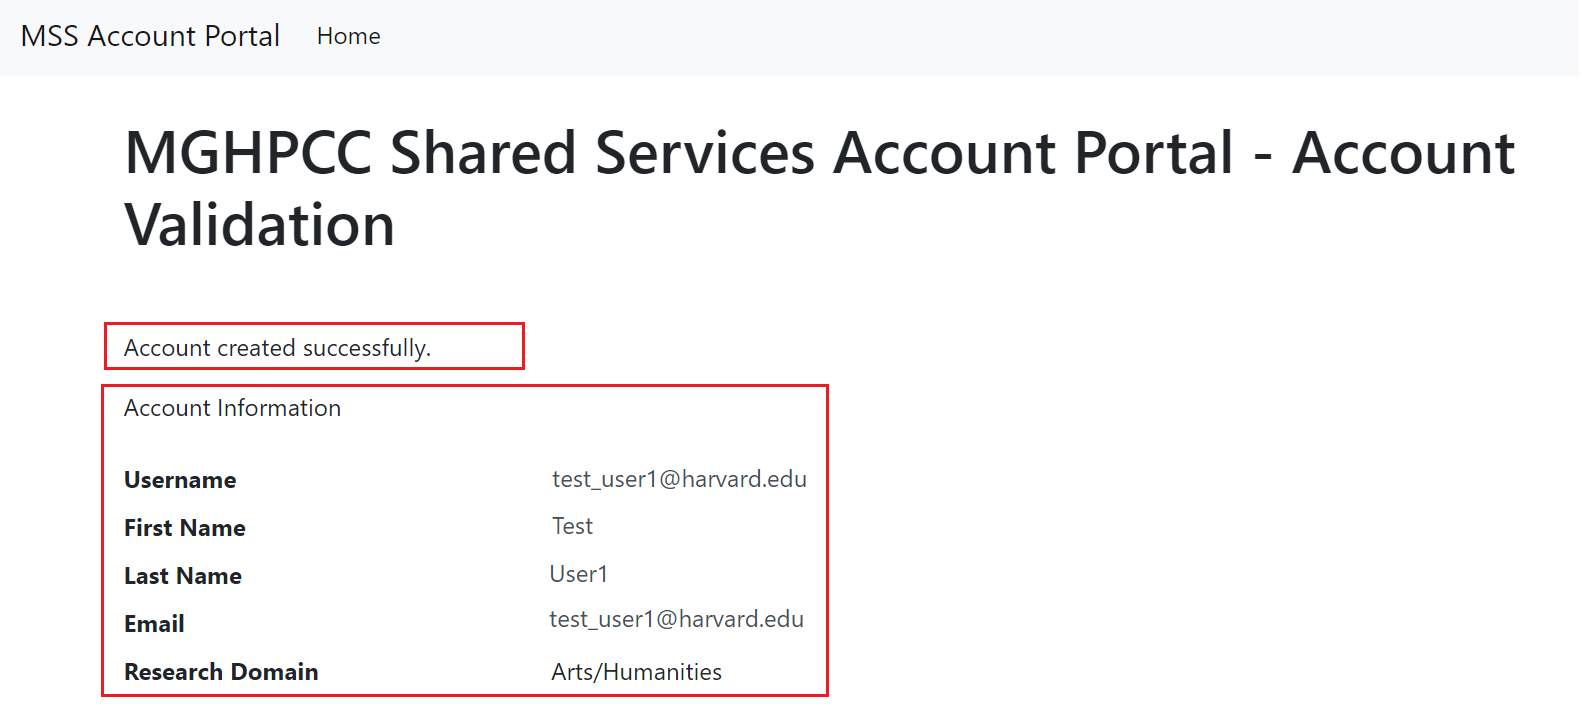 MSS Account Portal Home
MGHPCC Shared Services Account Portal - Account
Validation
Account created successfully.
Account Information
Username test_user1@harvard.edu
First Name Test
Last Name User1
Email test_user1@harvard.edu
Research Domain Arts/Humanities